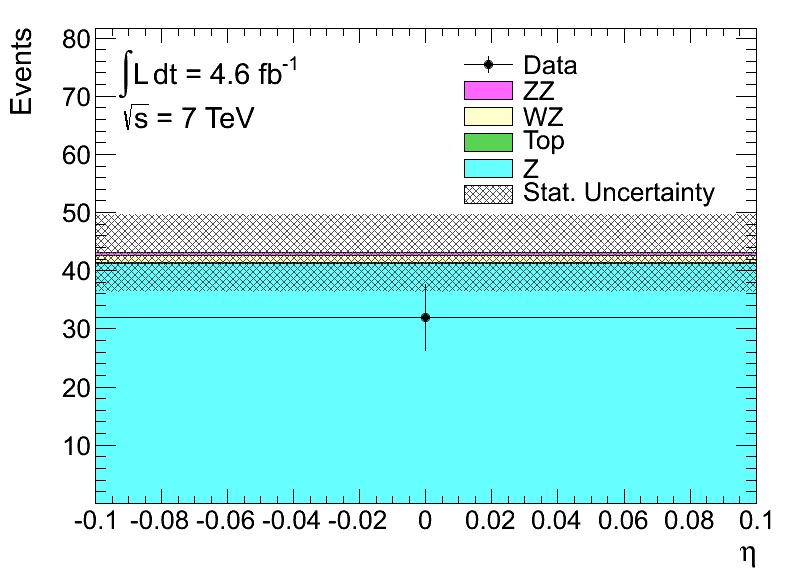 Events
80
70
60
50
40
30
20
10
∫L dt = 4.6 fb⁻¹
√s = 7 TeV
Data
ZZ
WZ
Top
Z
Stat. Uncertainty
-0.1 -0.08 -0.06 -0.04 -0.02 0 0.02 0.04 0.06 0.08 0.1
η